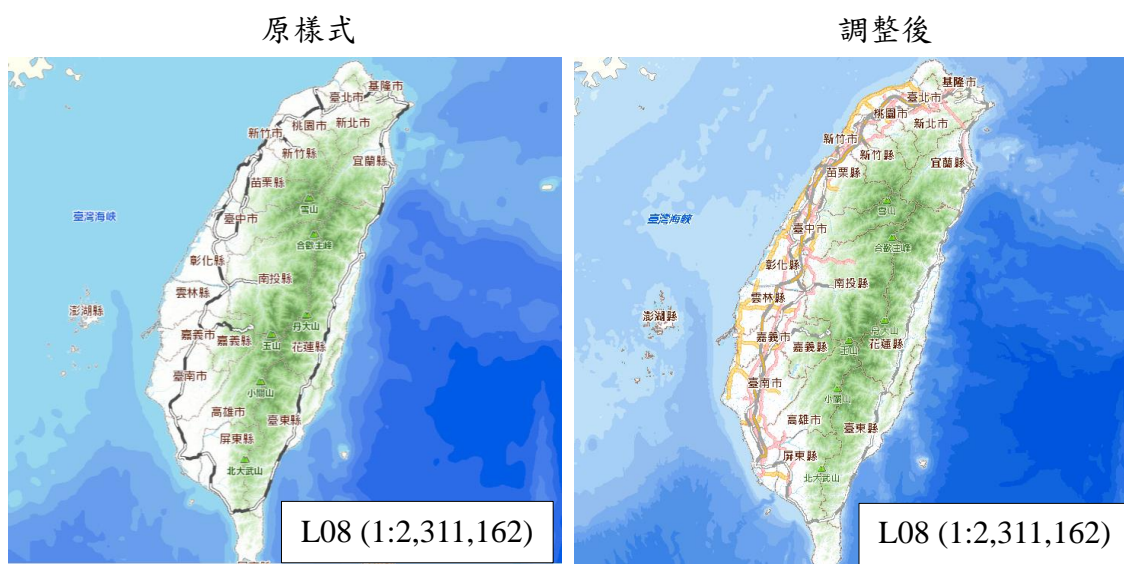 原樣式
基隆市
臺北市
桃園市
新北市
新竹市
新竹縣
宜蘭縣
苗栗縣
雪山
臺灣海峽
臺中市
合歡主峰
彰化縣
南投縣
雲林縣
澎湖縣
丹大山
嘉義市
嘉義縣
玉山
花蓮縣
臺南市
小關山
高雄市
臺東縣
屏東縣
北大武山
L08 (1:2,311,162)
調整後
基隆市
臺北市
桃園市
新北市
新竹市
新竹縣
宜蘭縣
苗栗縣
雪山
臺灣海峽
臺中市
合歡主峰
彰化縣
南投縣
雲林縣
澎湖縣
丹大山
嘉義市
嘉義縣
玉山
花蓮縣
臺南市
小關山
高雄市
臺東縣
屏東縣
北大武山
L08 (1:2,311,162)